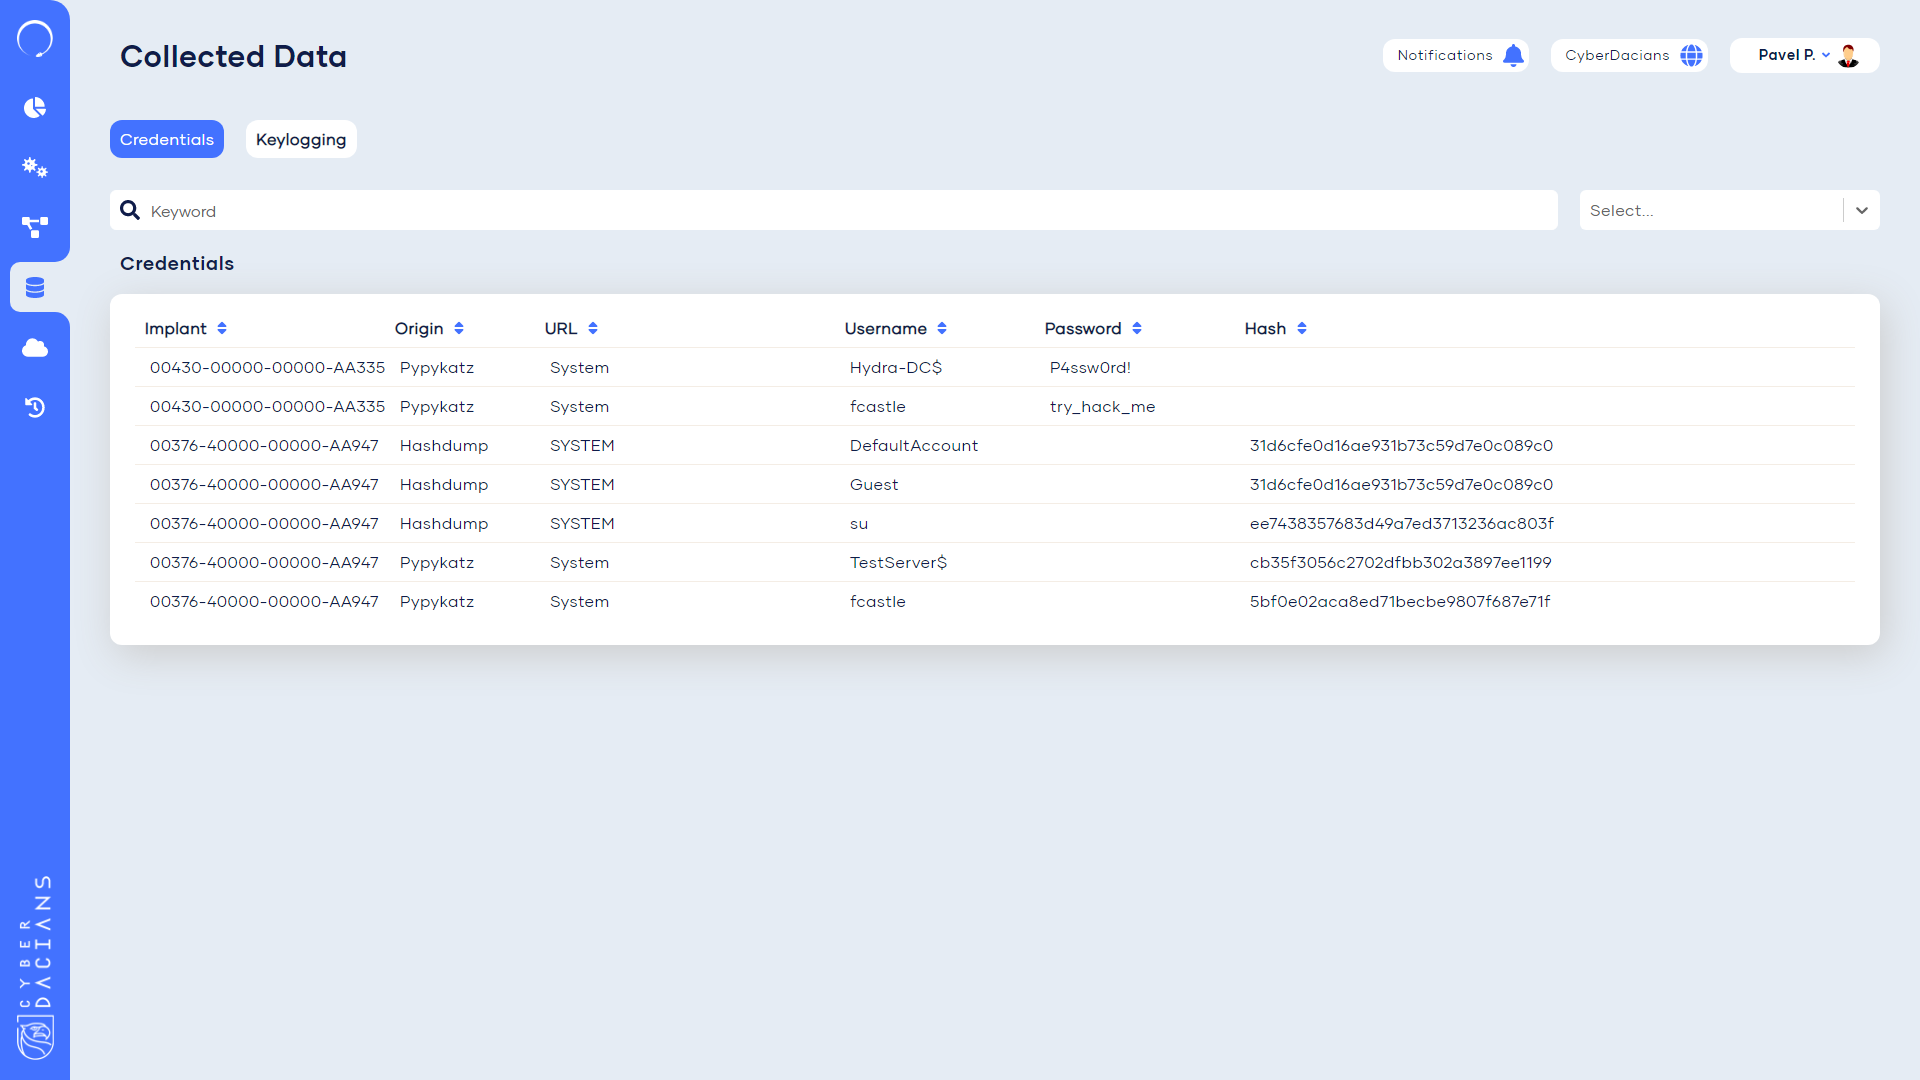 Collected Data
Notifications
CyberDacians
Pavel P.
Credentials
Keylogging
Keyword
Select...
Credentials
Implant Origin URL Username Password Hash
00430-00000-00000-AA335 Pypykatz System Hydra-DC$ P4ssw0rd!
00430-00000-00000-AA335 Pypykatz System fcastle try_hack_me
00376-40000-00000-AA947 Hashdump SYSTEM DefaultAccount 31d6cfe0d16ae931b73c59d7e0c089c0
00376-40000-00000-AA947 Hashdump SYSTEM Guest 31d6cfe0d16ae931b73c59d7e0c089c0
00376-40000-00000-AA947 Hashdump SYSTEM su ee7438357683d49a7ed3713236ac803f
00376-40000-00000-AA947 Pypykatz System TestServer$ cb35f3056c2702dfbb302a3897ee1199
00376-40000-00000-AA947 Pypykatz System fcastle 5bf0e02aca8ed71becbe9807f687e71f
CYBER
DACIANS